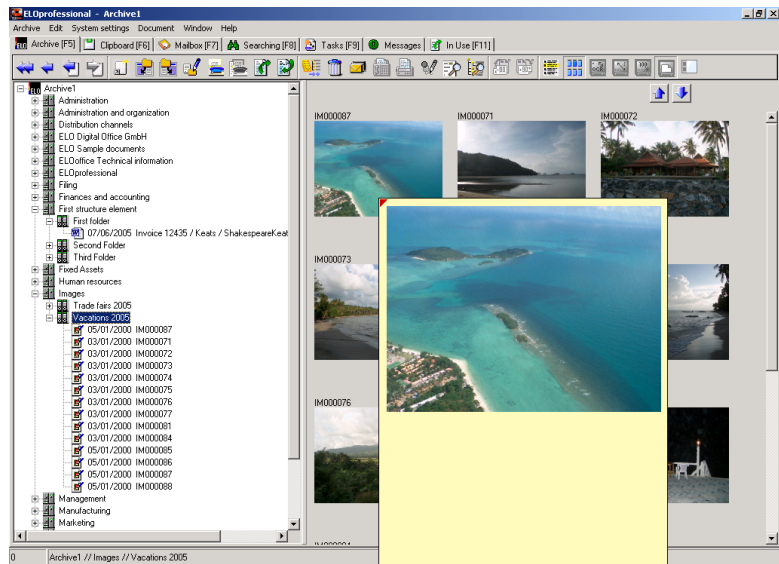 ELOprofessional - Archive1
Archive Edit System settings Document Window Help
Archive [F5] Clipboard [F6] Mailbox [F7] Searching [F8] Tasks [F9] Messages In Use [F11]
Archive1
Administration
Administration and organization
Distribution channels
ELO Digital Office GmbH
ELO Sample documents
ELOoffice Technical information
ELOprofessional
Filing
Finances and accounting
First structure element
First folder
07/06/2005 Invoice 12435 / Keats / ShakespeareKeat
Second Folder
Third Folder
Fixed Assets
Human resources
Images
Trade fairs 2005
Vacations 2005
05/01/2000 IM000087
03/01/2000 IM000071
03/01/2000 IM000072
03/01/2000 IM000073
03/01/2000 IM000074
03/01/2000 IM000075
03/01/2000 IM000076
03/01/2000 IM000077
03/01/2000 IM000081
03/01/2000 IM000084
05/01/2000 IM000085
05/01/2000 IM000086
05/01/2000 IM000087
05/01/2000 IM000088
Management
Manufacturing
Marketing
IM000087 IM000071 IM000072
IM000073
IM000076
0 Archive1 // Images // Vacations 2005